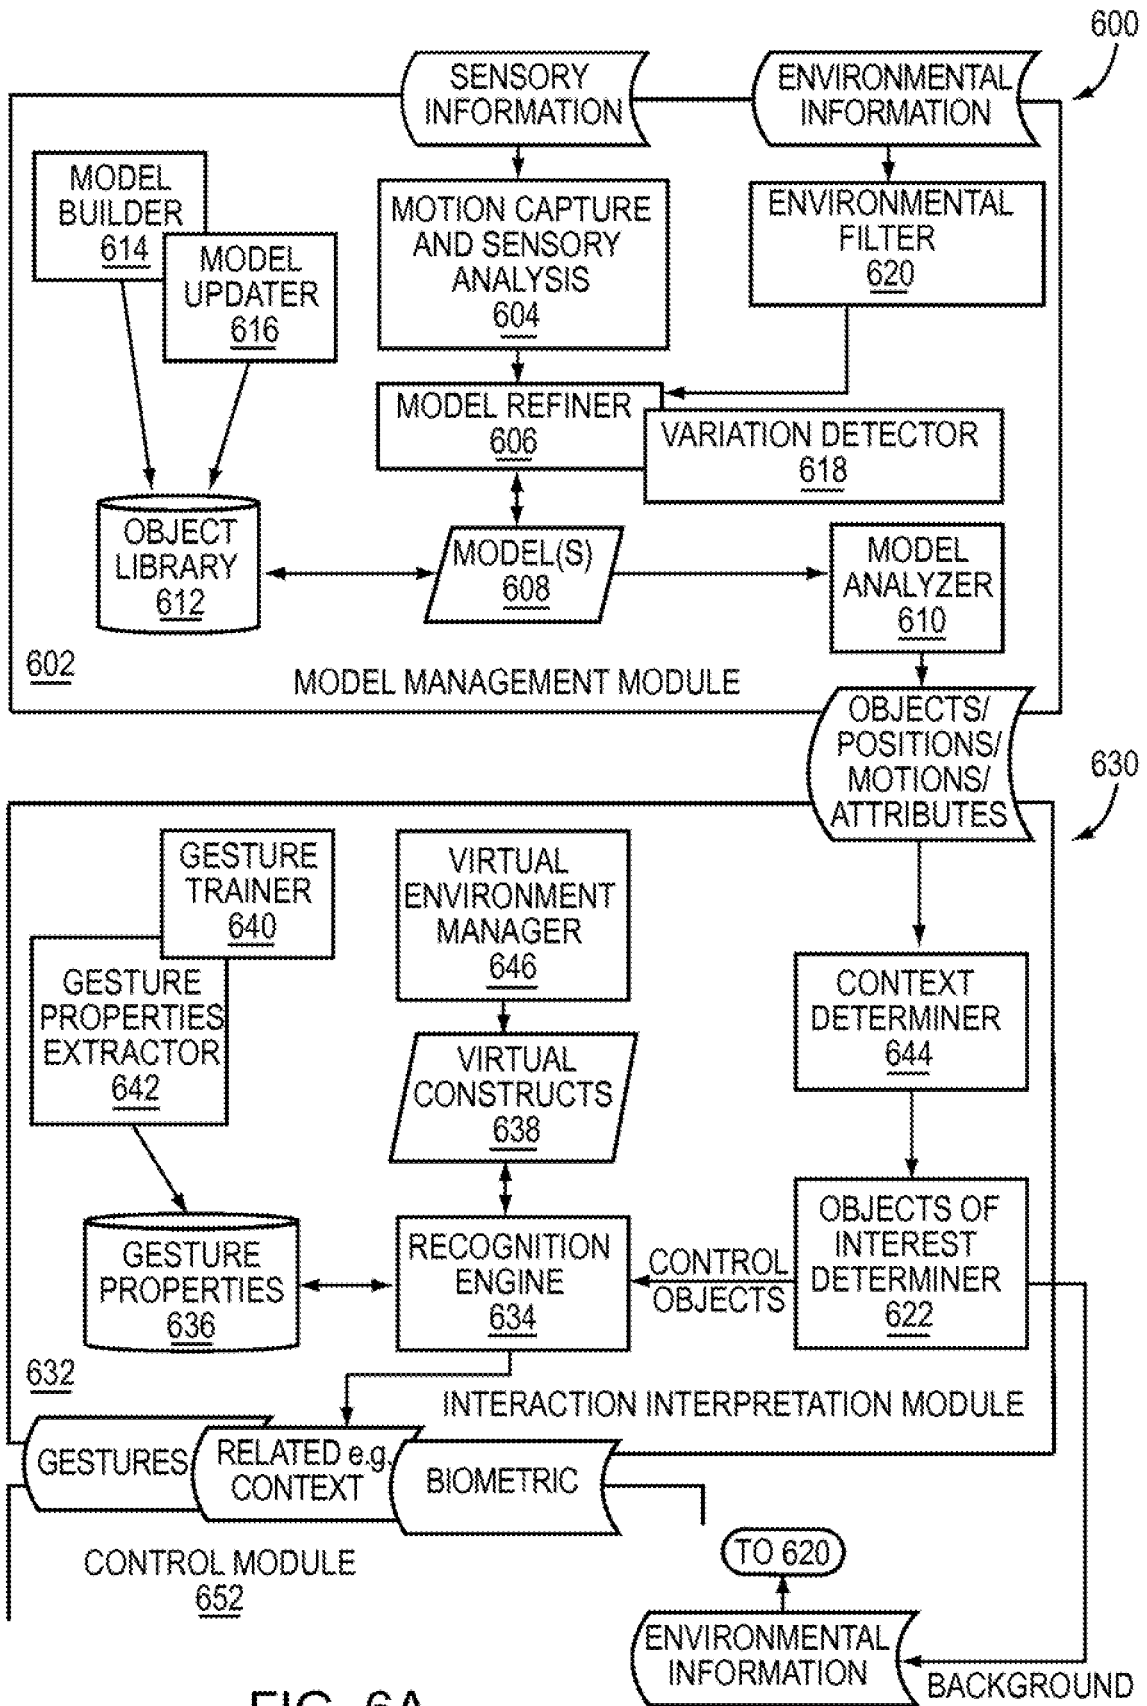 600
SENSORY
INFORMATION
ENVIRONMENTAL
INFORMATION
MODEL
BUILDER
614
MODEL
UPDATER
616
MOTION CAPTURE
AND SENSORY
ANALYSIS
604
ENVIRONMENTAL
FILTER
620
MODEL REFINER
606
VARIATION DETECTOR
618
OBJECT
LIBRARY
612
MODEL(S)
608
MODEL
ANALYZER
610
602
MODEL MANAGEMENT MODULE
OBJECTS/
POSITIONS/
MOTIONS/
ATTRIBUTES
630
GESTURE
TRAINER
640
GESTURE
PROPERTIES
EXTRACTOR
642
VIRTUAL
ENVIRONMENT
MANAGER
646
VIRTUAL
CONSTRUCTS
638
CONTEXT
DETERMINER
644
GESTURE
PROPERTIES
636
RECOGNITION
ENGINE
634
CONTROL
OBJECTS
OBJECTS OF
INTEREST
DETERMINER
622
632
INTERACTION INTERPRETATION MODULE
GESTURES
RELATED e.g.
CONTEXT
BIOMETRIC
CONTROL MODULE
652
TO 620
ENVIRONMENTAL
INFORMATION
BACKGROUND
FIG. 6A